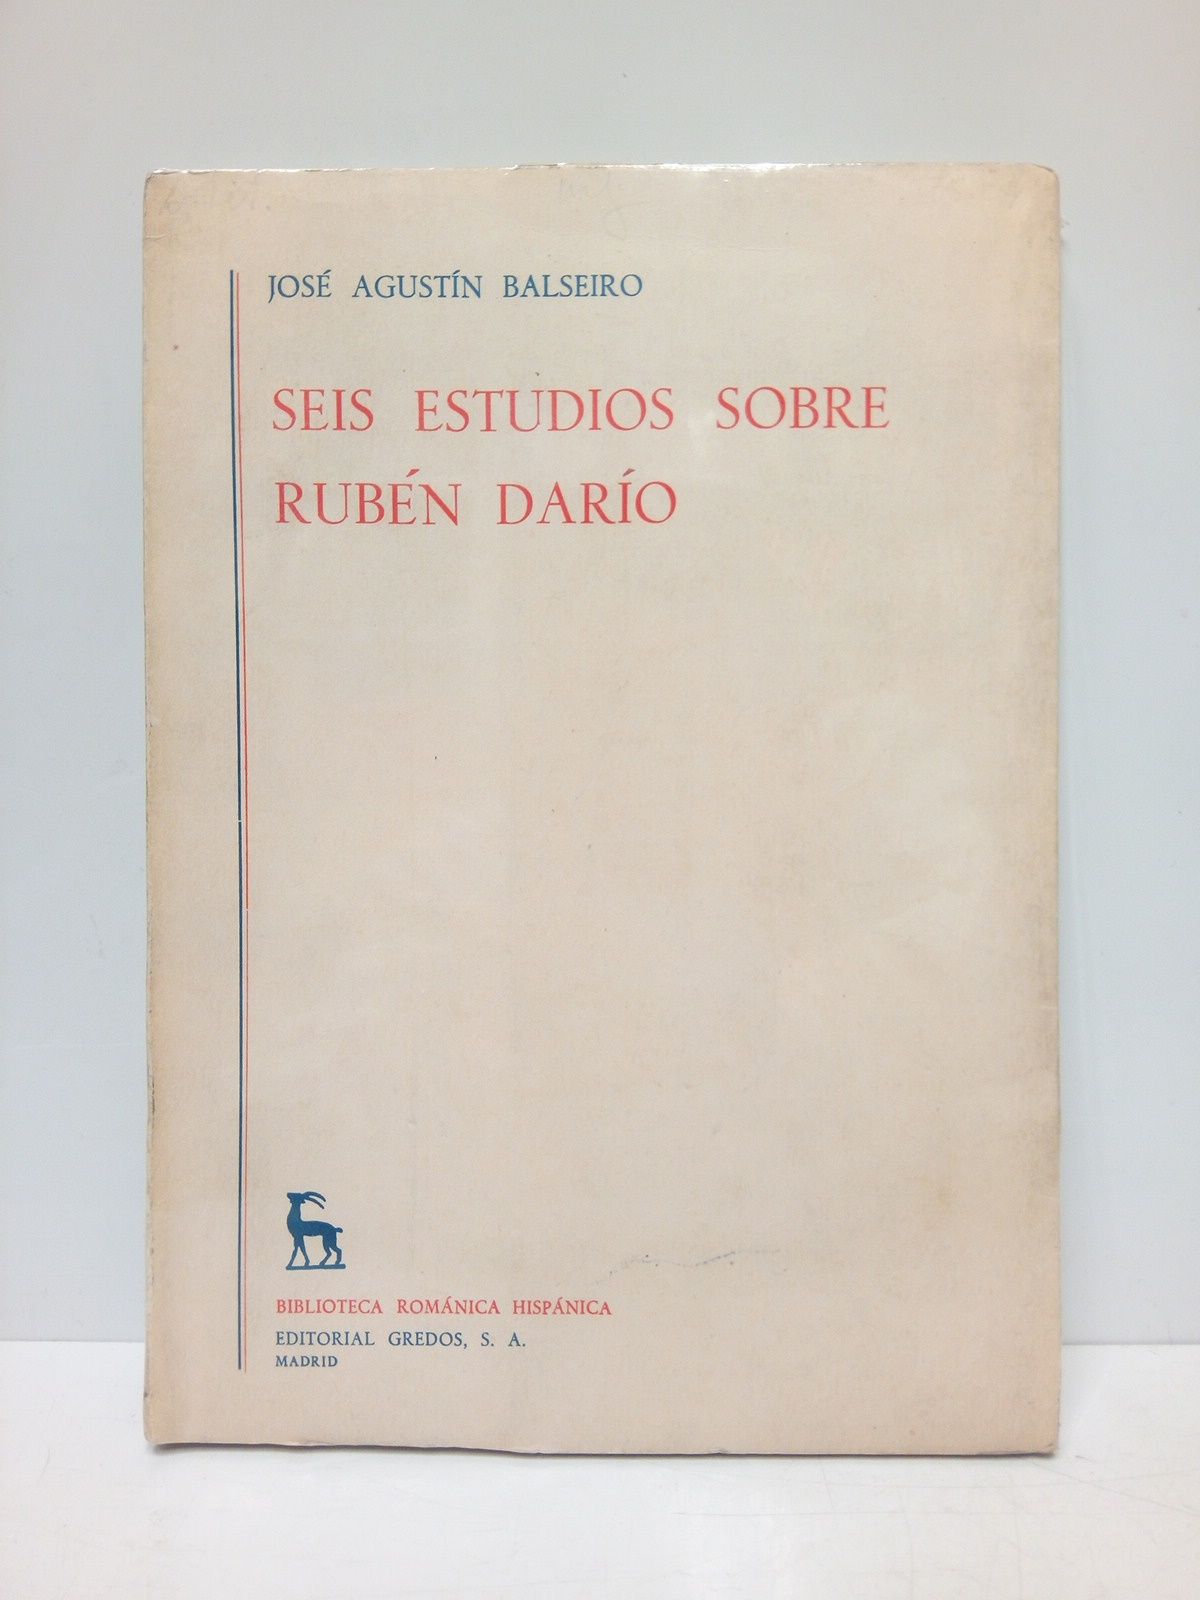 JOSÉ AGUSTÍN BALSEIRO
SEIS ESTUDIOS SOBRE
RUBÉN DARÍO
BIBLIOTECA ROMÁNICA HISPÁNICA
EDITORIAL GREDOS, S. A.
MADRID